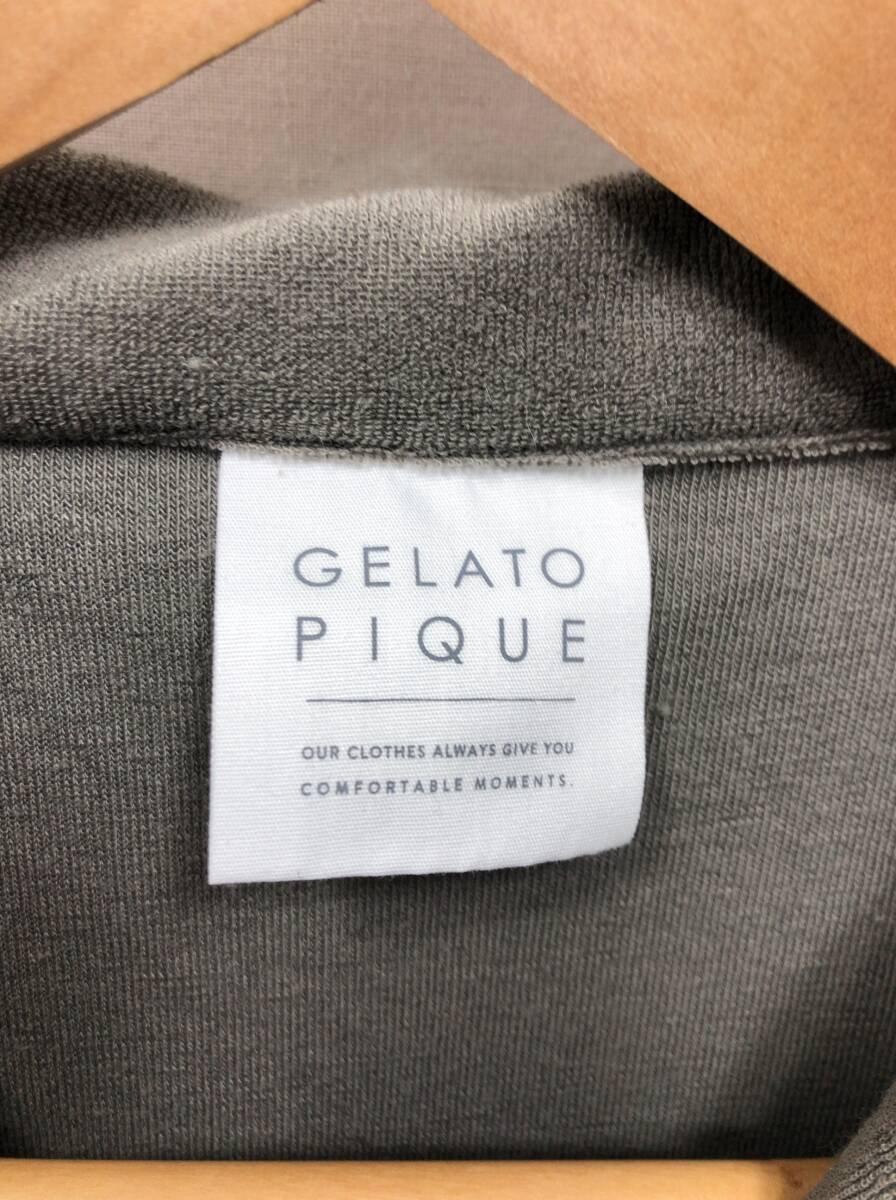 GELATO
PIQUE
OUR CLOTHES ALWAYS GIVE YOU
COMFORTABLE MOMENTS.